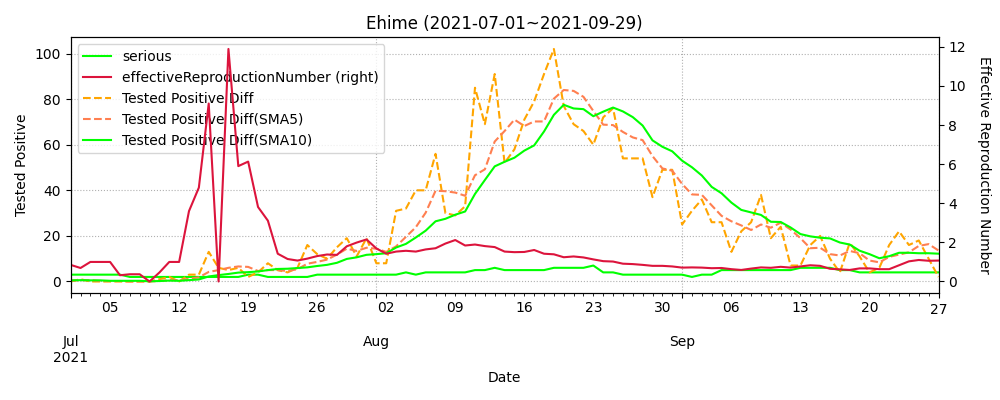 Ehime (2021-07-01~2021-09-29)
serious
effectiveReproductionNumber (right)
Tested Positive Diff
Tested Positive Diff(SMA5)
Tested Positive Diff(SMA10)
Tested Positive
100
80
60
40
20
0
12
10
8
6
4
2
0
Effective Reproduction Number
05 12 19 26 02 09 16 23 30 06 13 20 27
Jul Aug Sep
2021
Date